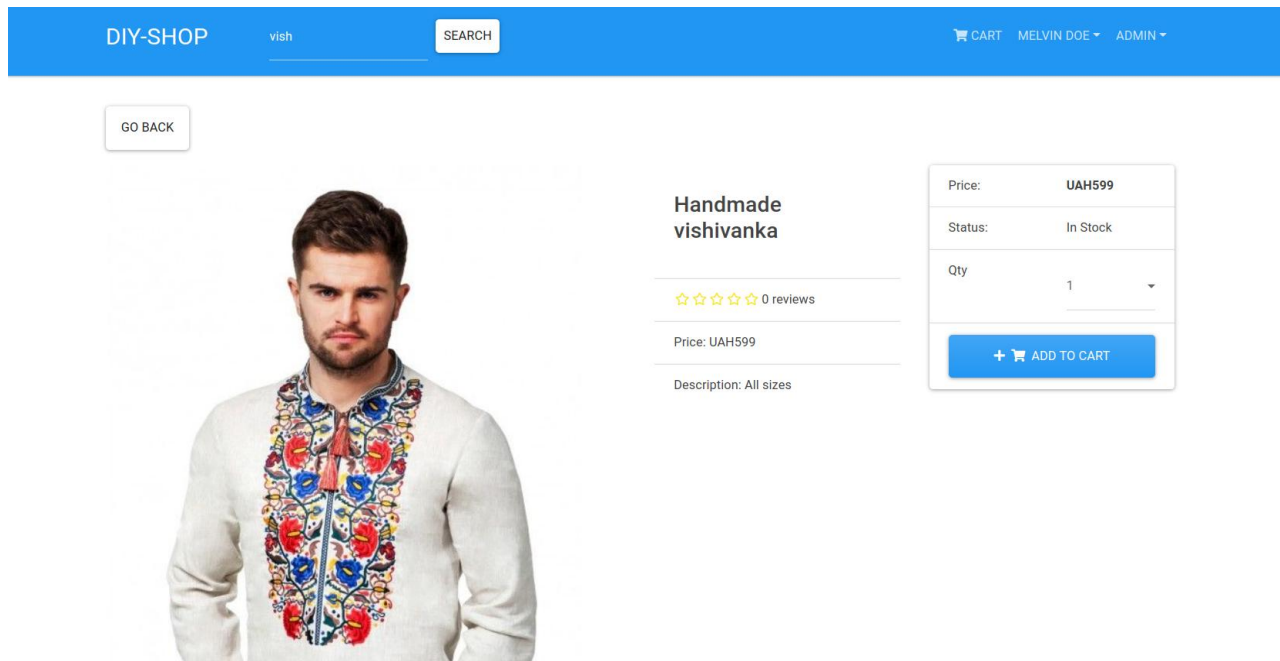 DIY-SHOP vish SEARCH CART MELVIN DOE ADMIN
GO BACK
Handmade
vishivanka
0 reviews
Price: UAH599
Description: All sizes
Price: UAH599
Status: In Stock
Qty
1
ADD TO CART